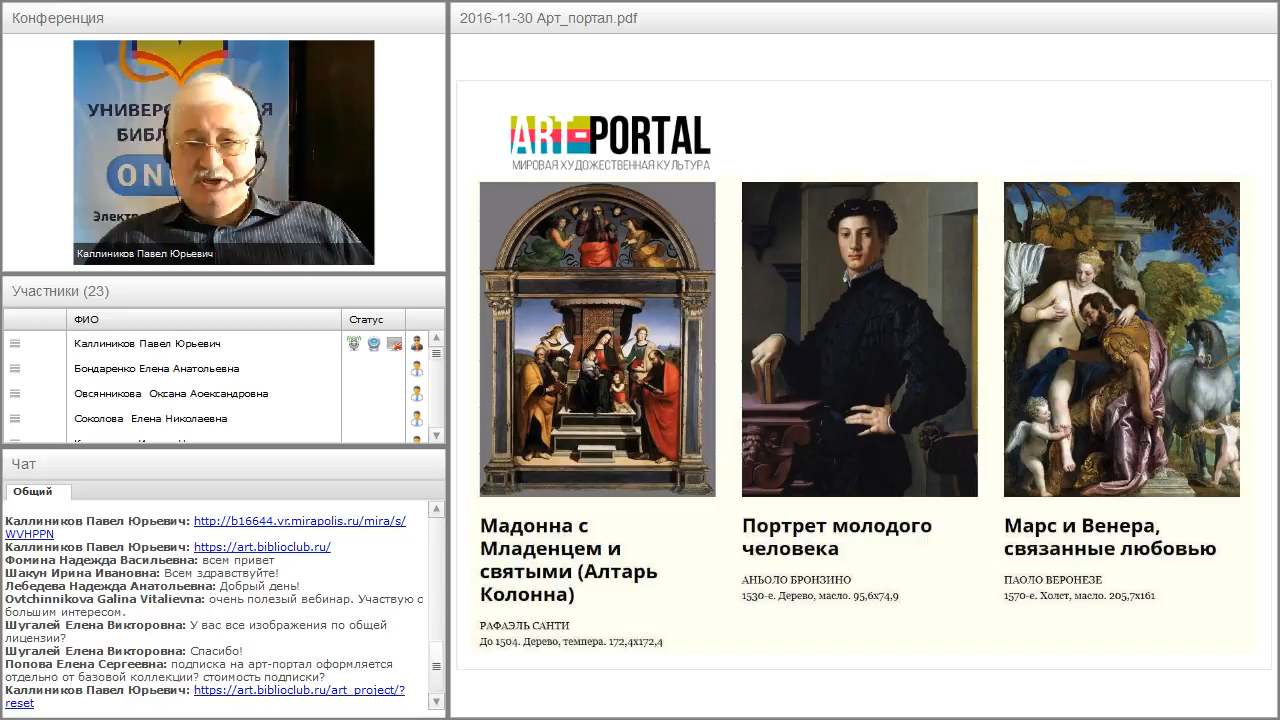 Конференция
УНИВЕР
АЯ
БИБЛ
ONL
Электр
Каллиников Павел Юрьевич
Участники (23)
ФИО
Статус
Каллиников Павел Юрьевич
Бондаренко Елена Анатольевна
Овсянникова Оксана Аоександровна
Соколова Елена Николаевна
Чат
Общий
Каллиников Павел Юрьевич: http://b16644.vr.mirapolis.ru/mira/s/
WVHPPN
Каллиников Павел Юрьевич: https://art.biblioclub.ru/
Фомина Надежда Васильевна: всем привет
Шакун Ирина Ивановна: Всем здравствуйте!
Лебедева Надежда Анатольевна: Добрый день!
Ovtchinnikova Galina Vitalievna: очень полезый вебинар. Участвую с
большим интересом.
Шугалей Елена Викторовна: У вас все изображения по общей
лицензии?
Шугалей Елена Викторовна: Спасибо!
Попова Елена Сергеевна: подписка на арт-портал оформляется
отдельно от базовой коллекции? стоимость подписки?
Каллиников Павел Юрьевич: https://art.biblioclub.ru/art_project/?
reset
2016-11-30 Арт_портал.pdf
ART-PORTAL
МИРОВАЯ ХУДОЖЕСТВЕННАЯ КУЛЬТУРА
Мадонна с
Младенцем и
святыми (Алтарь
Колонна)
РАФАЭЛЬ САНТИ
До 1504. Дерево, темпера. 172,4x172,4
Портрет молодого
человека
АНЬОЛО БРОНЗИНО
1530-е. Дерево, масло. 95,6x74,9
Марс и Венера,
связанные любовью
ПАОЛО ВЕРОНЕЗЕ
1570-е. Холст, масло. 205,7x161